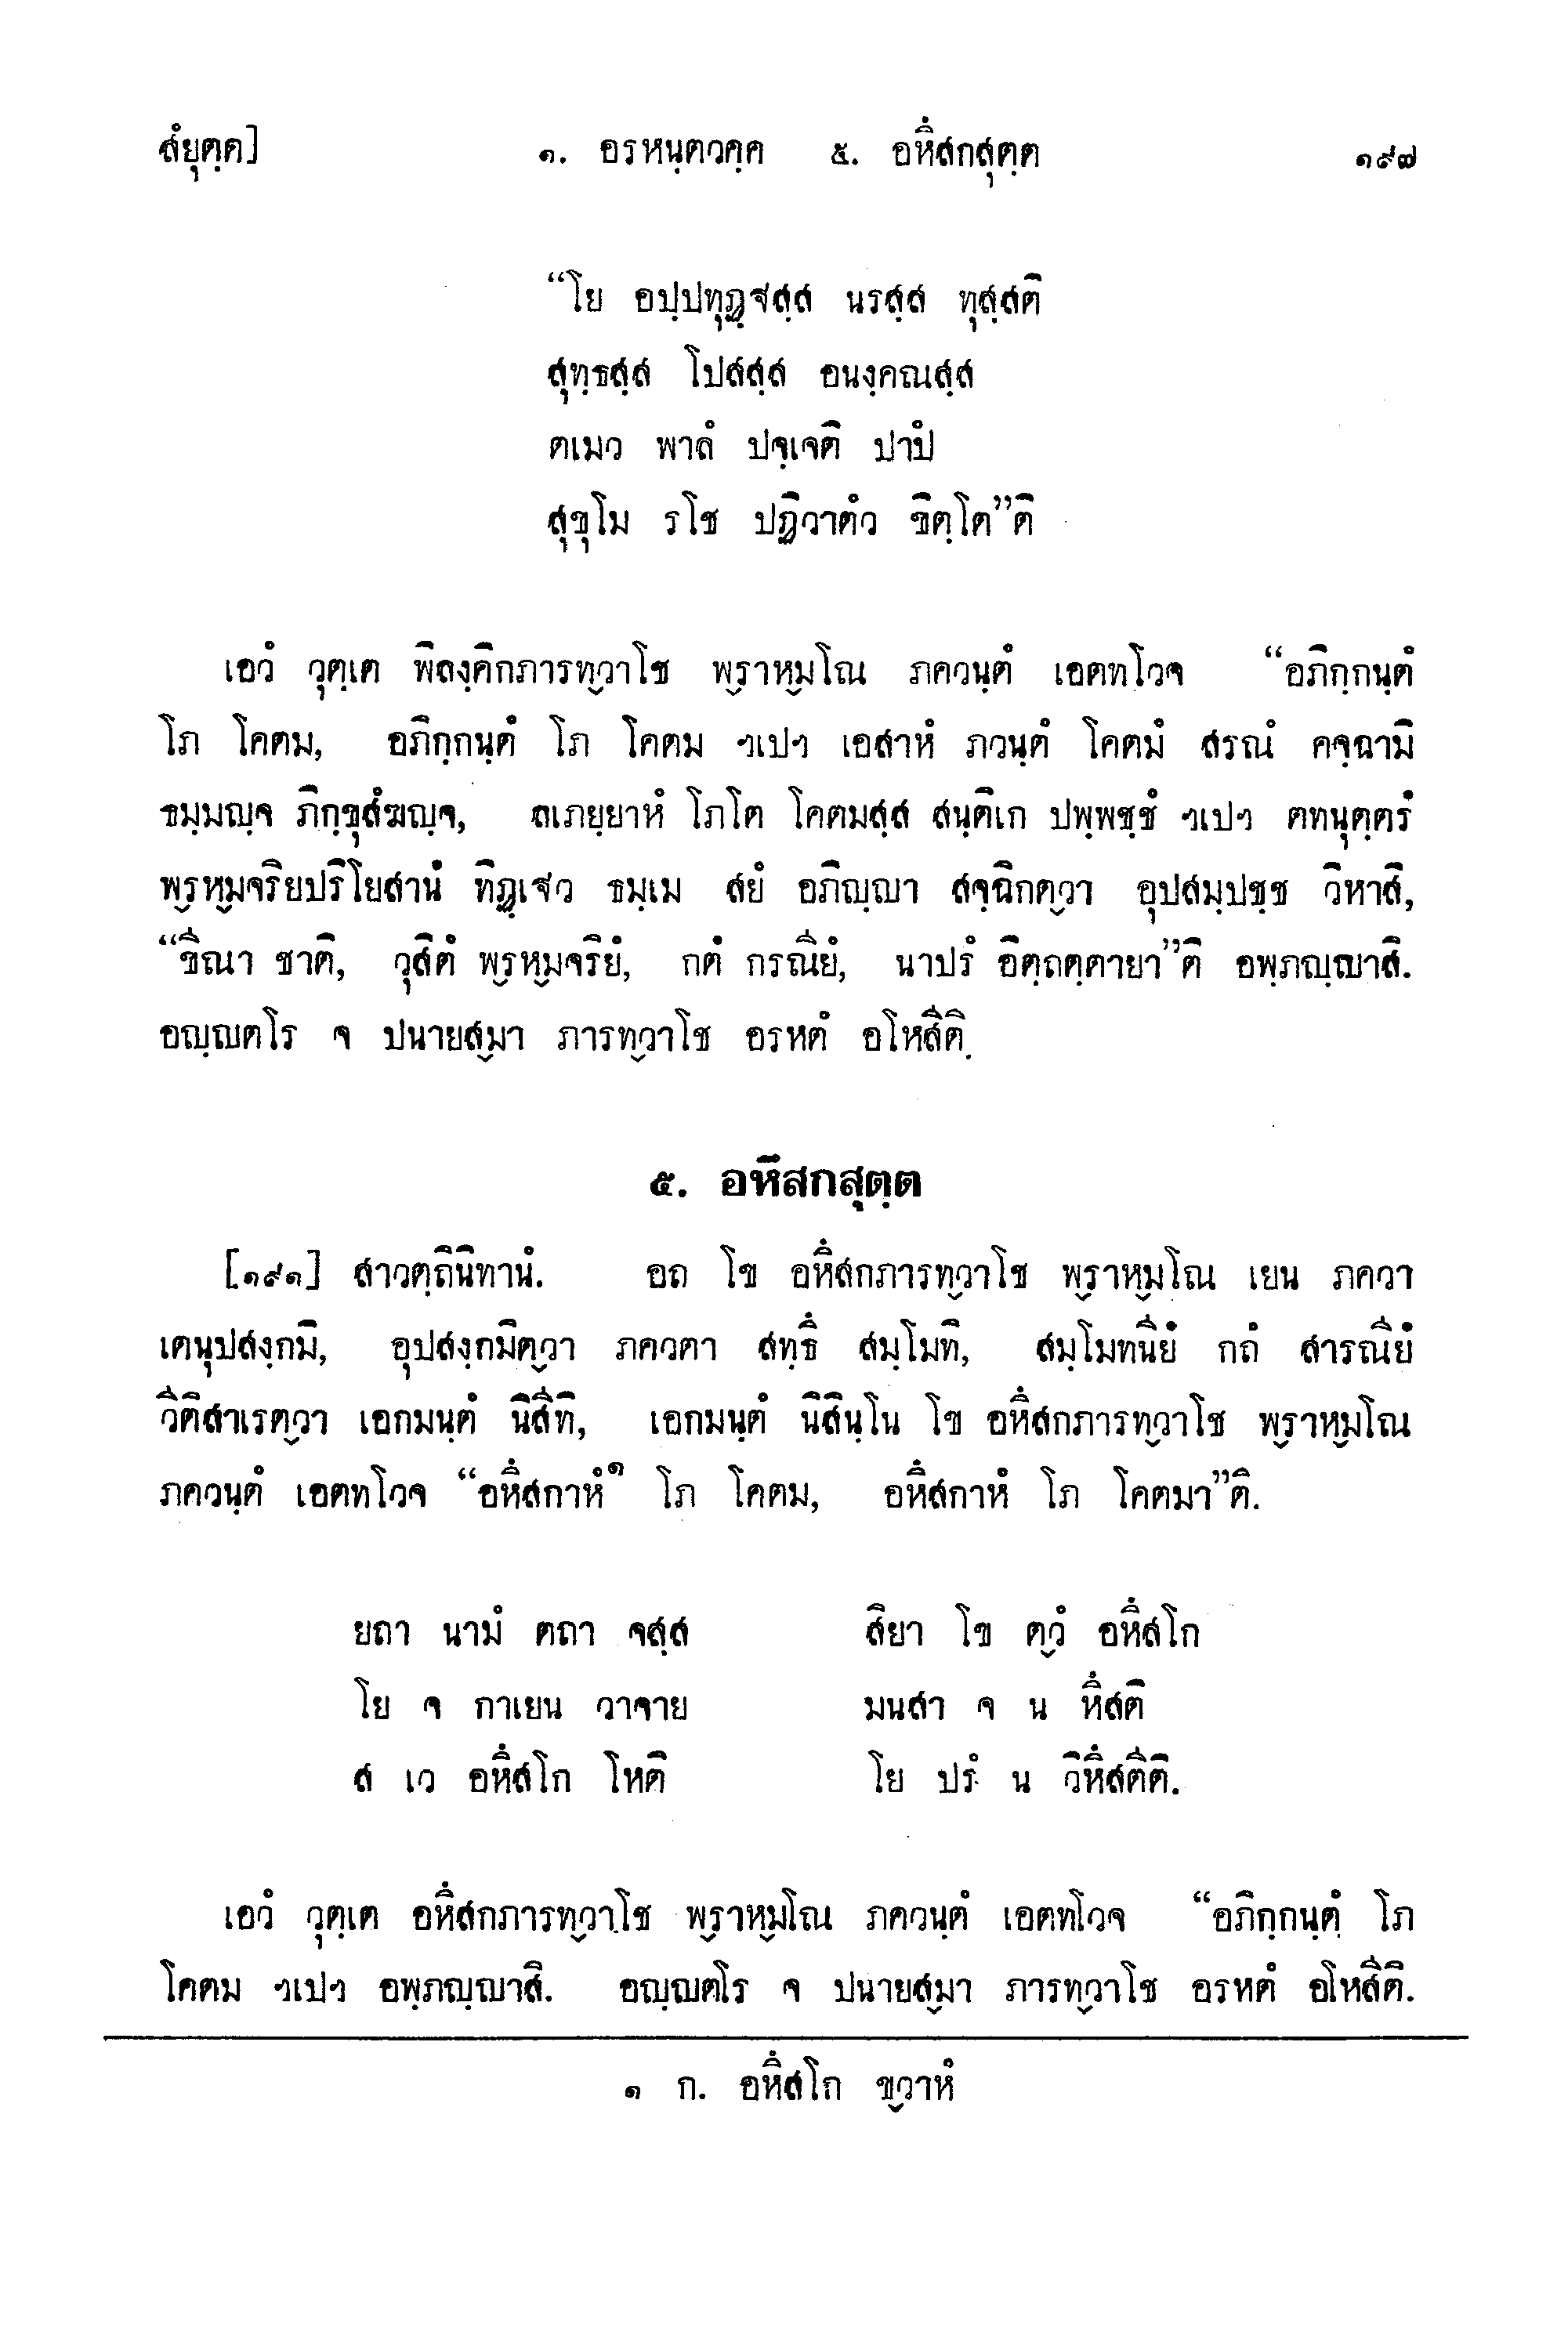 สํยุตฺต]	๑. อรหนฺตวคฺค	๕. อหึสกสุตฺต	๑๙๗
“โย อปฺปทุฏฺฐสฺส นรสฺส ทุสฺสติ
สุทฺธสฺส โปสสฺส อนงฺคณสฺส
ตเมว พาลํ ปจฺเจติ ปาปํ
สุขุโม รโช ปฏิวาตํว ขิตฺโต”ติ
เอวํ วุตฺเต พิลงฺคิกภารทฺวาโช พฺราหฺมโณ ภควนฺตํ เอตทโวจ “อภิกฺกนฺตํ
โภ โคตม, อภิกฺกนฺตํ โภ โคตม ฯเปฯ เอสาหํ ภวนฺตํ โคตมํ สรณํ คจฺฉามิ
ธมฺมญฺจ ภิกฺขุสํฆญฺจ, ลเภยฺยาหํ โภโต โคตมสฺส สนฺติเก ปพฺพชฺชํ ฯเปฯ ตทนุตฺตรํ
พฺรหฺมจริยปริโยสานํ ทิฏฺเฐว ธมฺเม สยํ อภิญฺญา สจฺฉิกตฺวา อุปสมฺปชฺช วิหาสิ,
“ขีณา ชาติ, วุสิตํ พฺรหฺมจริยํ, กตํ กรณียํ, นาปรํ อิตฺถตฺตายา”ติ อพฺภญฺญาสิ.
อญฺญตโร จ ปนายสฺมา ภารทฺวาโช อรหตํ อโหสีติ.
๕. อหึสกสุตฺต
[๑๙๑] สาวตฺถินิทานํ. อถ โข อหึสกภารทฺวาโช พฺราหฺมโณ เยน ภควา
เตนุปสงฺกมิ, อุปสงฺกมิตฺวา ภควตา สทฺธึ สมฺโมทิ, สมฺโมทนียํ กถํ สารณียํ
วีติสาเรตฺวา เอกมนฺตํ นิสีทิ, เอกมนฺตํ นิสินฺโน โข อหึสกภารทฺวาโช พฺราหฺมโณ
ภควนฺตํ เอตทโวจ “อหึสกาหํ๑ โภ โคตม, อหึสกาหํ โภ โคตมา”ติ.
ยถา นามํ ตถา จสฺส	สิยา โข ตฺวํ อหึสโก
โย จ กาเยน วาจาย	มนสา จ น หึสติ
ส เว อหึสโก โหติ	โย ปรํ น วิหึสตีติ.
เอวํ วุตฺเต อหึสกภารทฺวาโช พฺราหฺมโณ ภควนฺตํ เอตทโวจ “อภิกฺกนฺตํ โภ
โคตม ฯเปฯ อพฺภญฺญาสิ. อญฺญตโร จ ปนายสฺมา ภารทฺวาโช อรหตํ อโหสีติ.
๑ ก. อหึสโก ขฺวาหํ